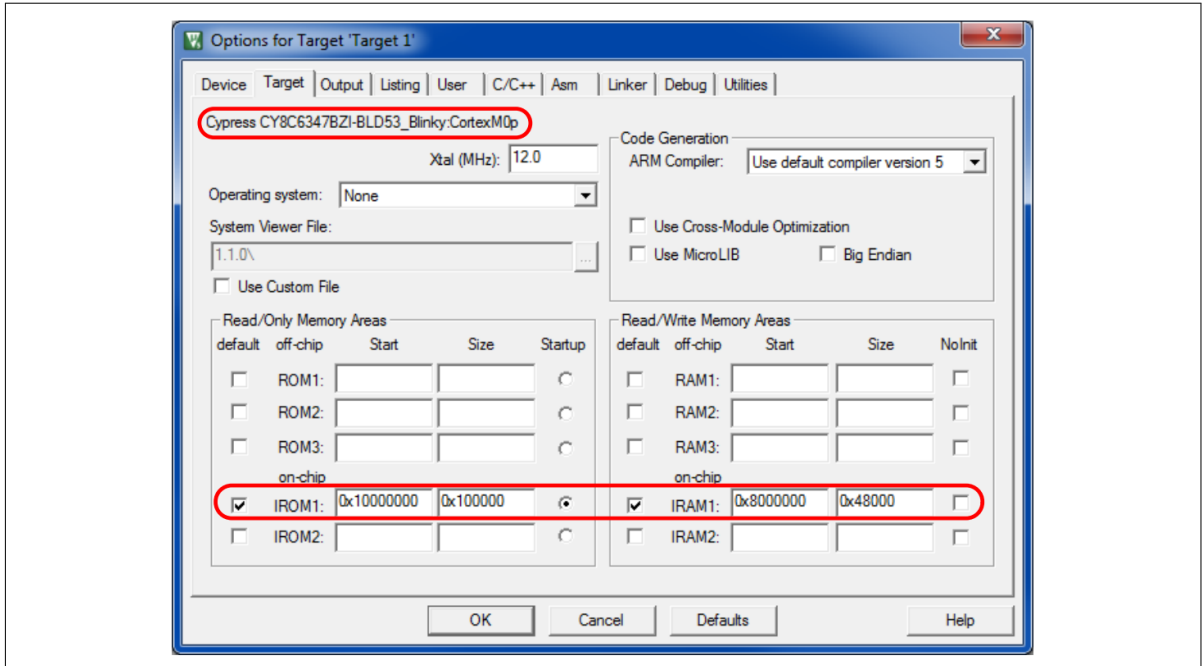 Options for Target 'Target 1'
Device Target Output Listing User C/C++ Asm Linker Debug Utilities
Cypress CY8C6347BZI-BLD53_Blinky:CortexM0p
Xtal (MHz): 12.0
Operating system: None
System Viewer File:
1.1.0\ ...
Use Custom File
Code Generation
ARM Compiler: Use default compiler version 5
Use Cross-Module Optimization
Use MicroLIB Big Endian
Read/Only Memory Areas
default off-chip Start Size Startup
ROM1:
ROM2:
ROM3:
on-chip
IROM1: 0x10000000 0x100000
IROM2:
Read/Write Memory Areas
default off-chip Start Size NoInit
RAM1:
RAM2:
RAM3:
on-chip
IRAM1: 0x8000000 0x48000
IRAM2:
OK Cancel Defaults Help